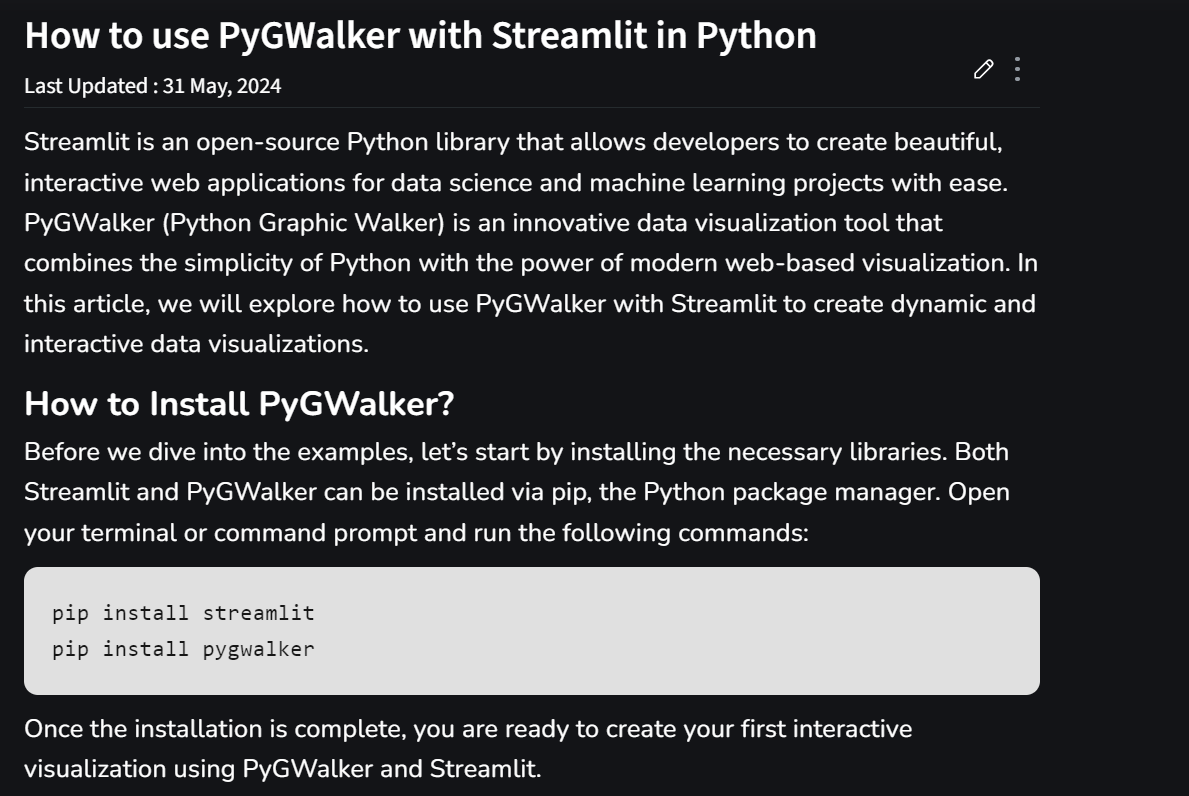 How to use PyGWalker with Streamlit in Python
Last Updated : 31 May, 2024
Streamlit is an open-source Python library that allows developers to create beautiful,
interactive web applications for data science and machine learning projects with ease.
PyGWalker (Python Graphic Walker) is an innovative data visualization tool that
combines the simplicity of Python with the power of modern web-based visualization. In
this article, we will explore how to use PyGWalker with Streamlit to create dynamic and
interactive data visualizations.
How to Install PyGWalker?
Before we dive into the examples, let’s start by installing the necessary libraries. Both
Streamlit and PyGWalker can be installed via pip, the Python package manager. Open
your terminal or command prompt and run the following commands:
pip install streamlit
pip install pygwalker
Once the installation is complete, you are ready to create your first interactive
visualization using PyGWalker and Streamlit.